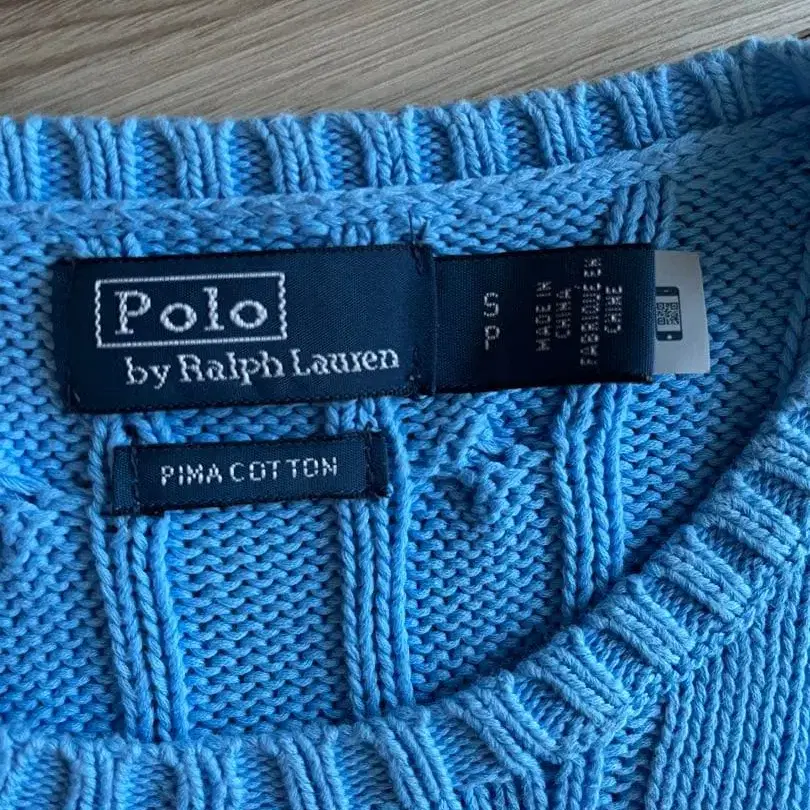 Polo
by Ralph Lauren
S
P
MADE IN
CHINA
FABRIQUÉ EN
CHINE
PIMA COTTON